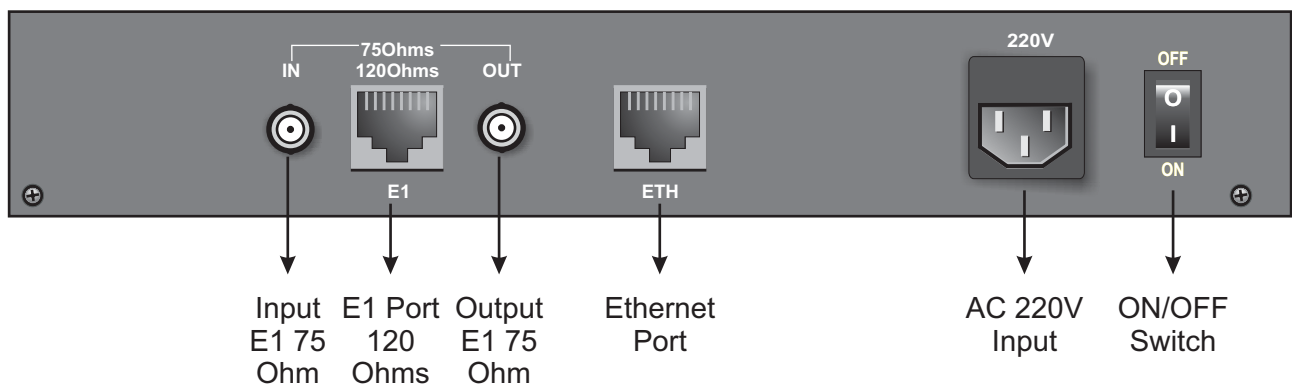 75Ohms
IN 120Ohms OUT
E1
ETH
220V
OFF
O
I
ON
Input
E1 75
Ohm
E1 Port
120
Ohms
Output
E1 75
Ohm
Ethernet
Port
AC 220V
Input
ON/OFF
Switch